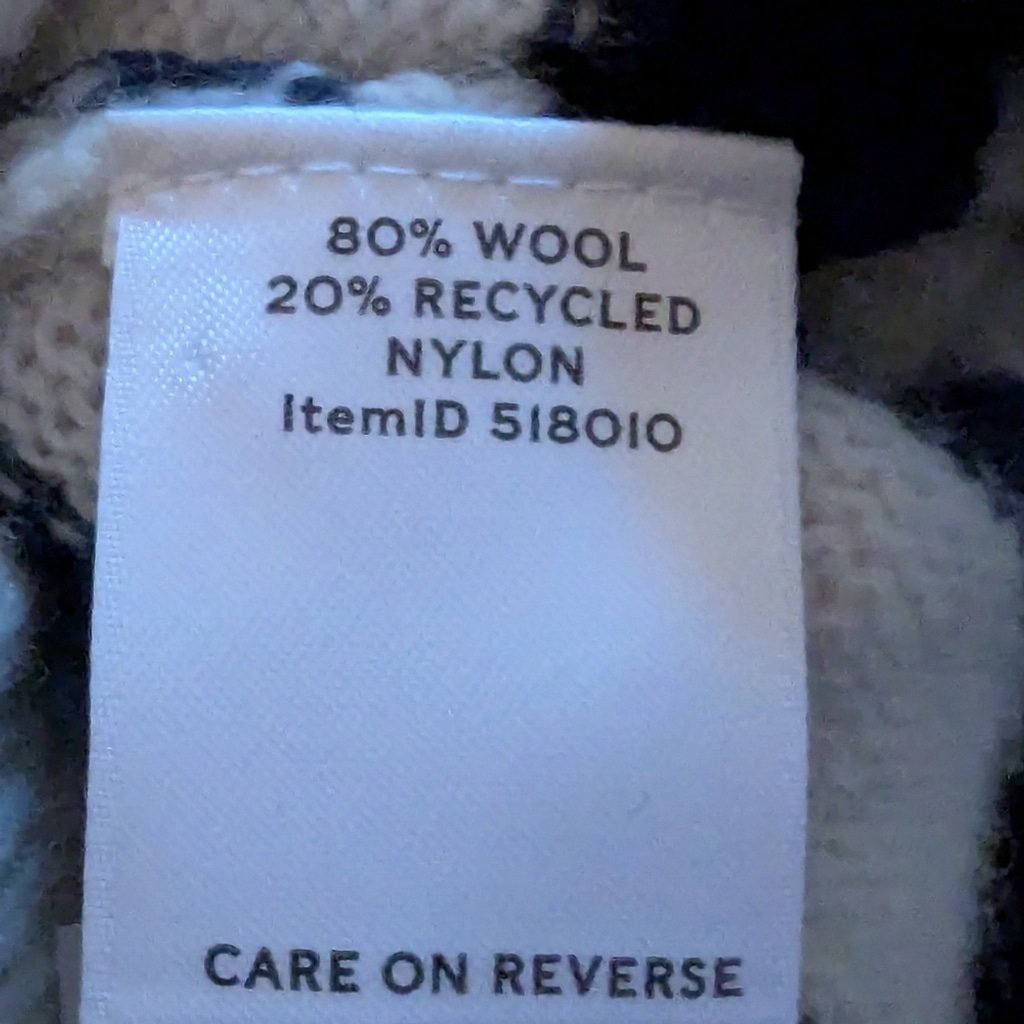 80% WOOL
20% RECYCLED
NYLON
ItemID 518010
CARE ON REVERSE